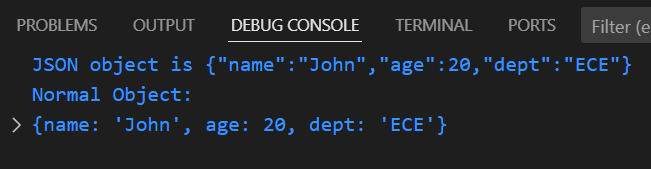 PROBLEMS OUTPUT DEBUG CONSOLE TERMINAL PORTS Filter (e
JSON object is {"name":"John","age":20,"dept":"ECE"}
Normal Object:
> {name: 'John', age: 20, dept: 'ECE'}